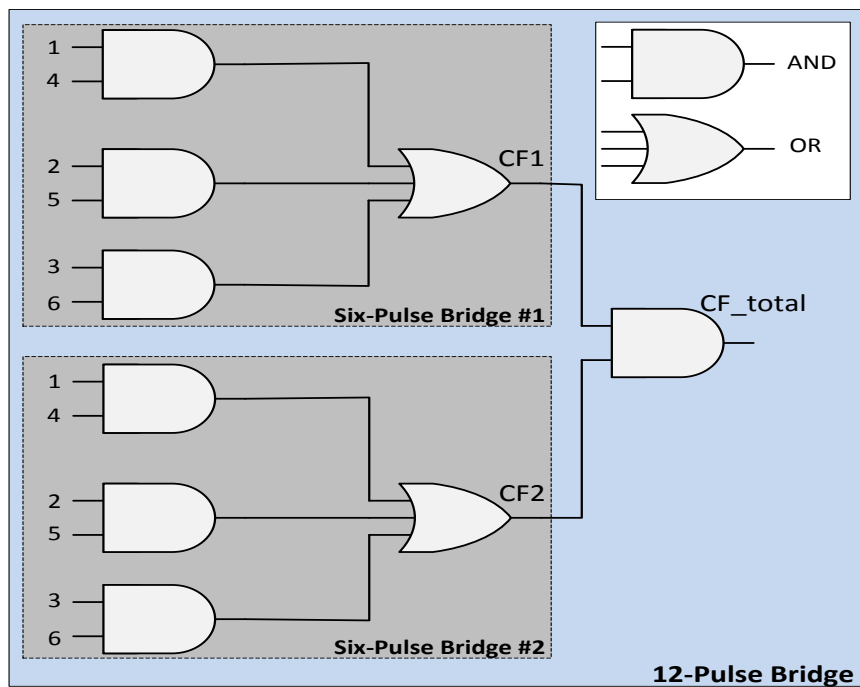 1
4
2
5
3
6
CF1
Six-Pulse Bridge #1
AND
OR
CF_total
1
4
2
5
3
6
CF2
Six-Pulse Bridge #2
12-Pulse Bridge